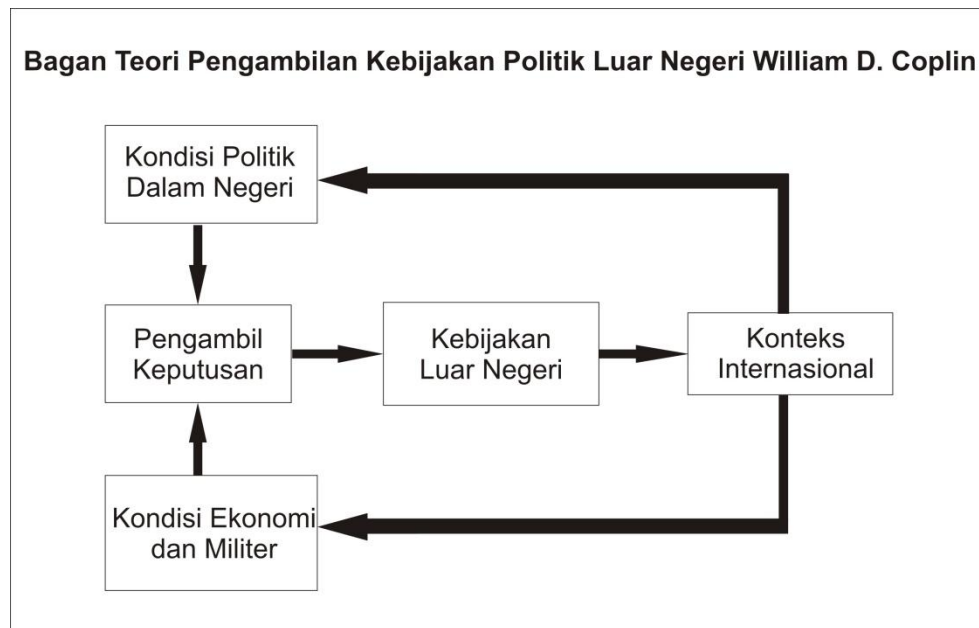 Bagan Teori Pengambilan Kebijakan Politik Luar Negeri William D. Coplin
Kondisi Politik
Dalam Negeri
Pengambil
Keputusan
Kebijakan
Luar Negeri
Konteks
Internasional
Kondisi Ekonomi
dan Militer